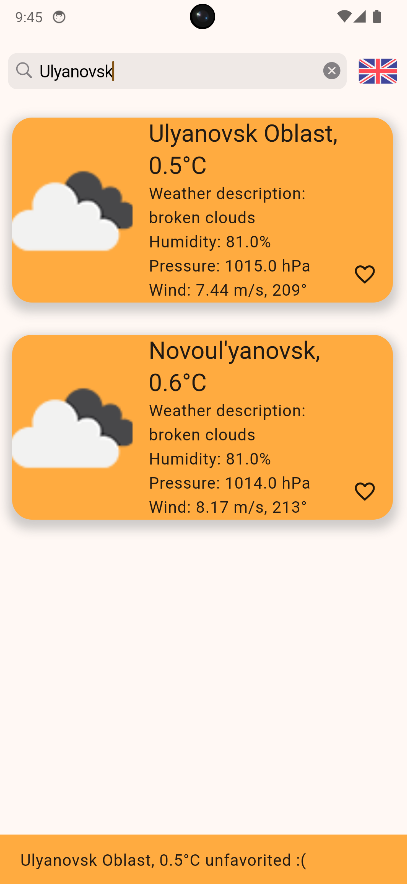 9:45
Ulyanovsk
Ulyanovsk Oblast,
0.5°C
Weather description:
broken clouds
Humidity: 81.0%
Pressure: 1015.0 hPa
Wind: 7.44 m/s, 209°
Novoul'yanovsk,
0.6°C
Weather description:
broken clouds
Humidity: 81.0%
Pressure: 1014.0 hPa
Wind: 8.17 m/s, 213°
Ulyanovsk Oblast, 0.5°C unfavorited :(